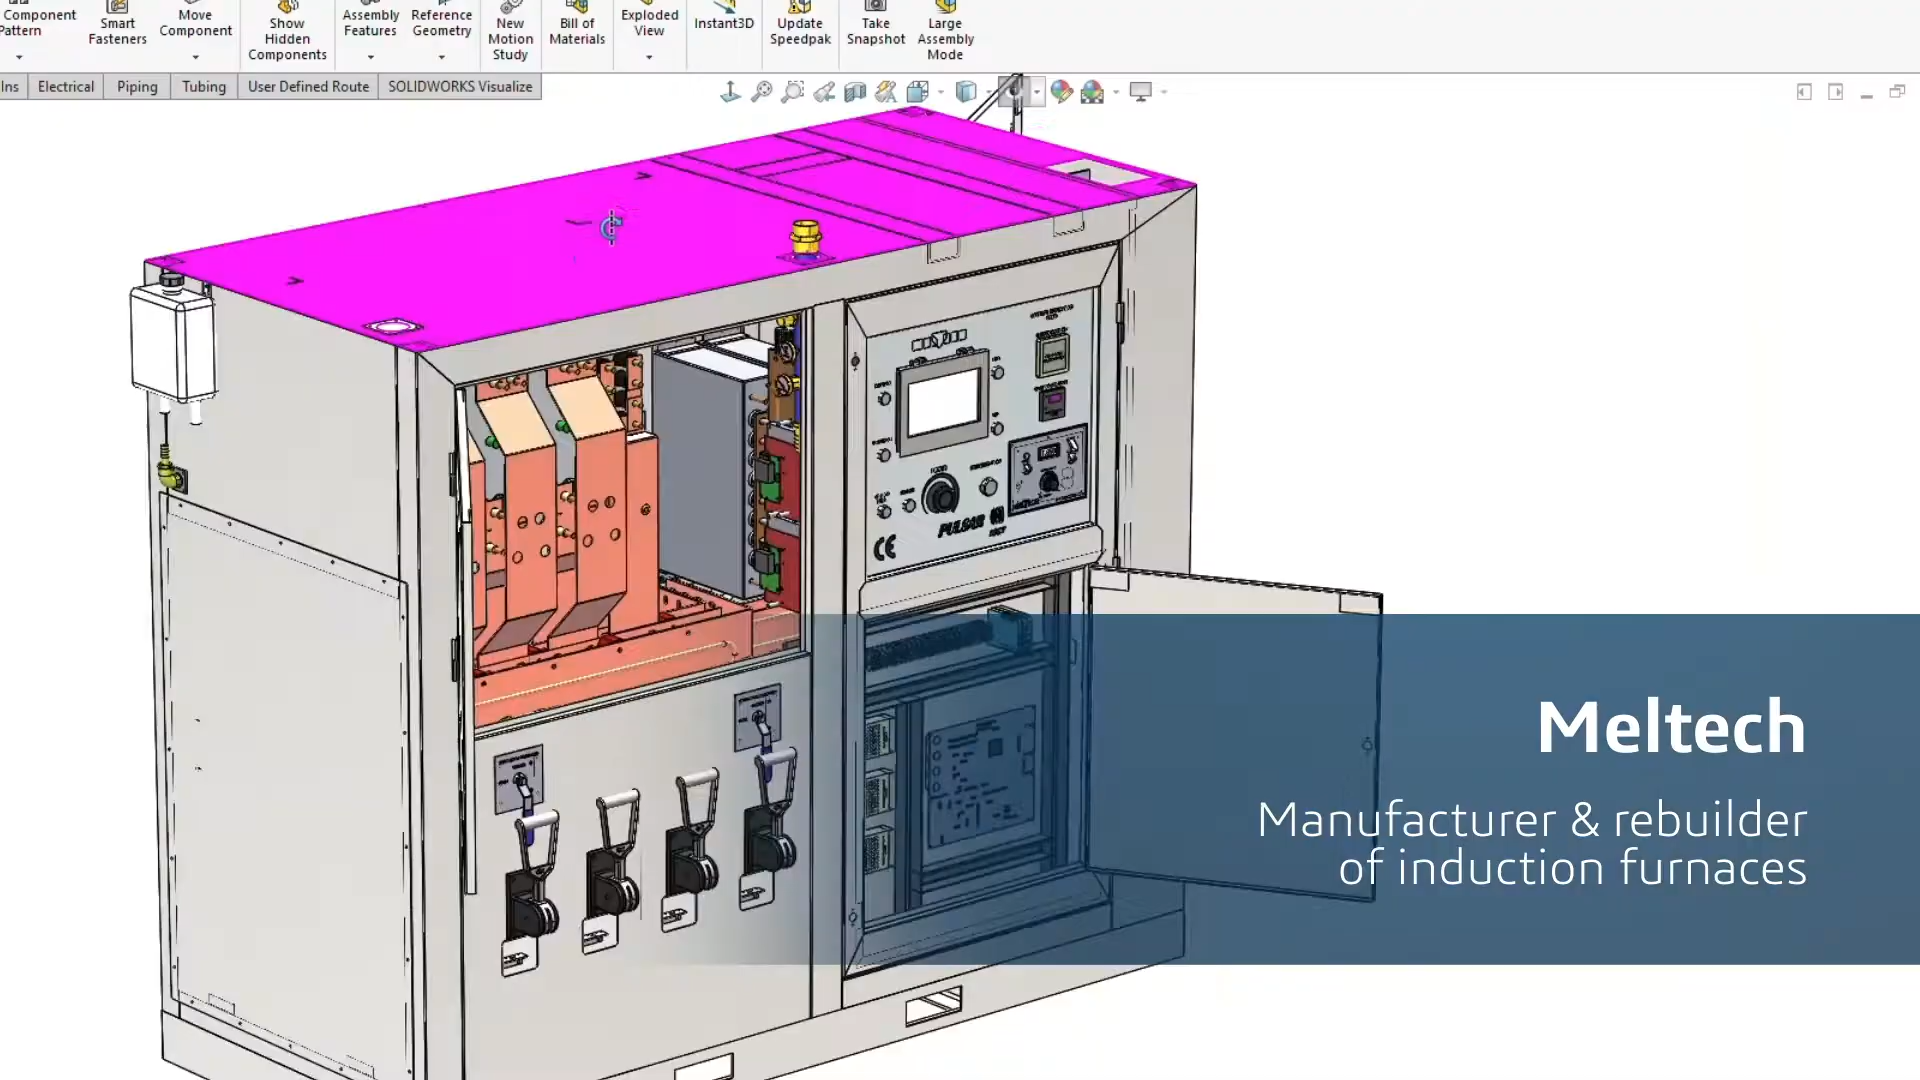 Component
Pattern
Smart
Fasteners
Move
Component
Show
Hidden
Components
Assembly
Features
Reference
Geometry
New
Motion
Study
Bill of
Materials
Exploded
View
Instant3D
Update
Speedpak
Take
Snapshot
Large
Assembly
Mode
Ins
Electrical
Piping
Tubing
User Defined Route
SOLIDWORKS Visualize
PULSAR
CE
Meltech
Manufacturer & rebuilder
of induction furnaces